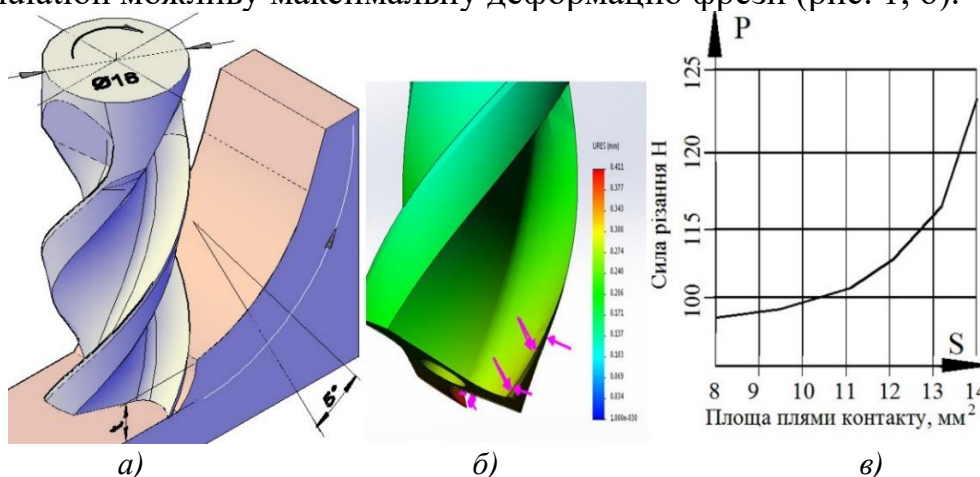 можливу максимальну деформацію фрези (рис. 1, б).
Ø16
5°
t
URES (mm)
0.411
0.377
0.343
0.308
0.274
0.240
0.206
0.171
0.137
0.103
0.069
0.034
1.000e-030
P
Сила різання Н
125
120
115
100
S
8 9 10 11 12 13 14
Площа плями контакту, мм²
а) б) в)